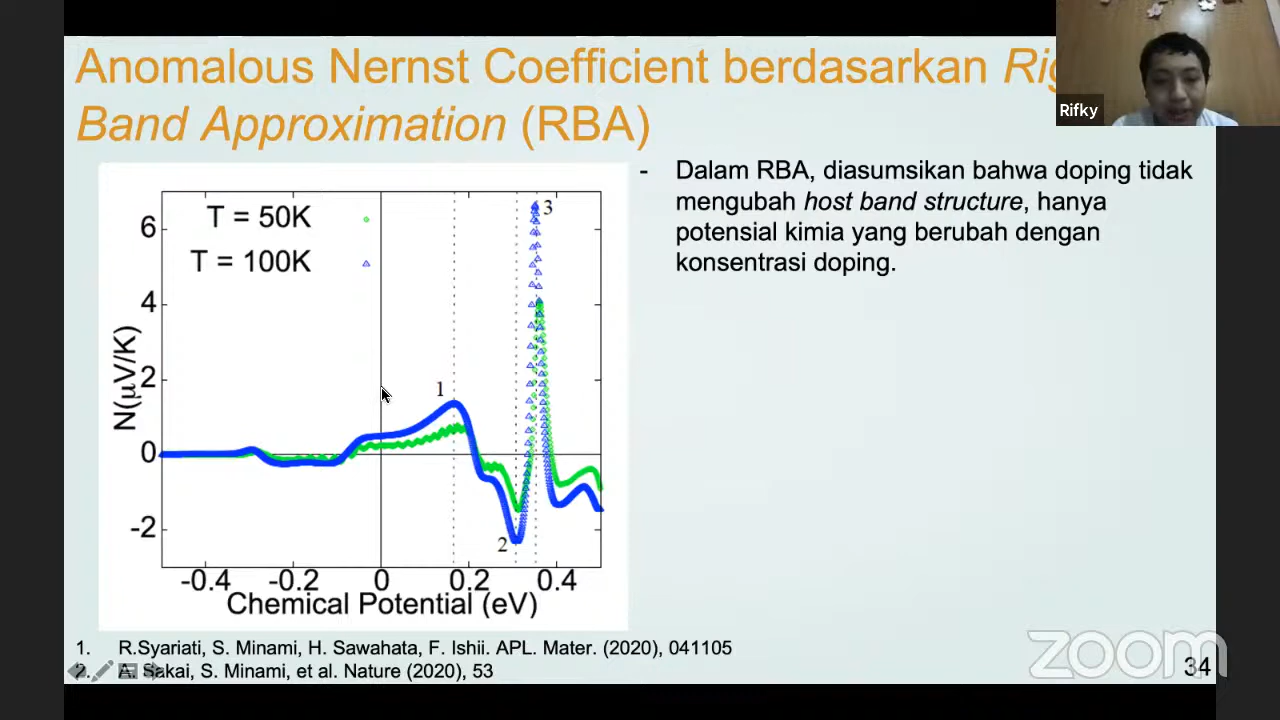 Anomalous Nernst Coefficient berdasarkan
Band Approximation (RBA)
Rifky
- Dalam RBA, diasumsikan bahwa doping tidak
mengubah host band structure, hanya
potensial kimia yang berubah dengan
konsentrasi doping.
T = 50K
T = 100K
6
4
2
0
-2
N(μV/K)
1
2
3
-0.4 -0.2 0 0.2 0.4
Chemical Potential (eV)
1. R.Syariati, S. Minami, H. Sawahata, F. Ishii. APL. Mater. (2020), 041105
2. A. Sakai, S. Minami, et al. Nature (2020), 53
zoom
34